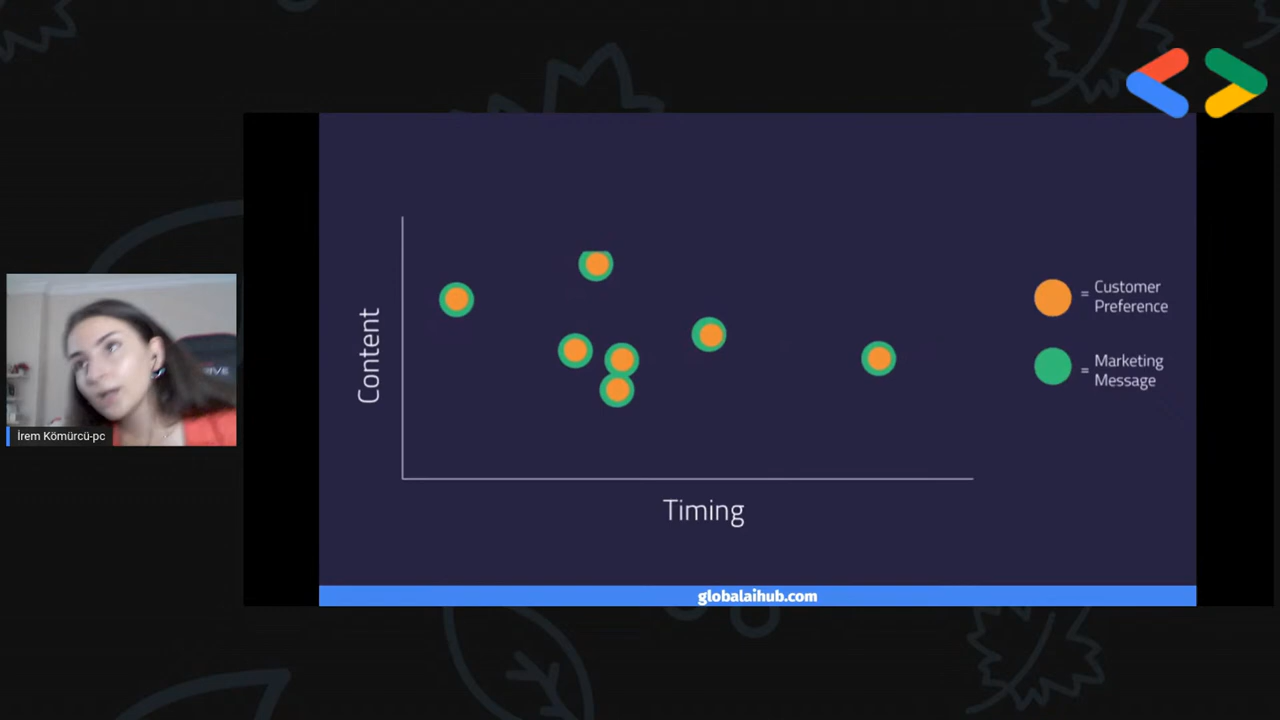 Content
Timing
= Customer
Preference
= Marketing
Message
İrem Kömürcü-pc
globalaihub.com